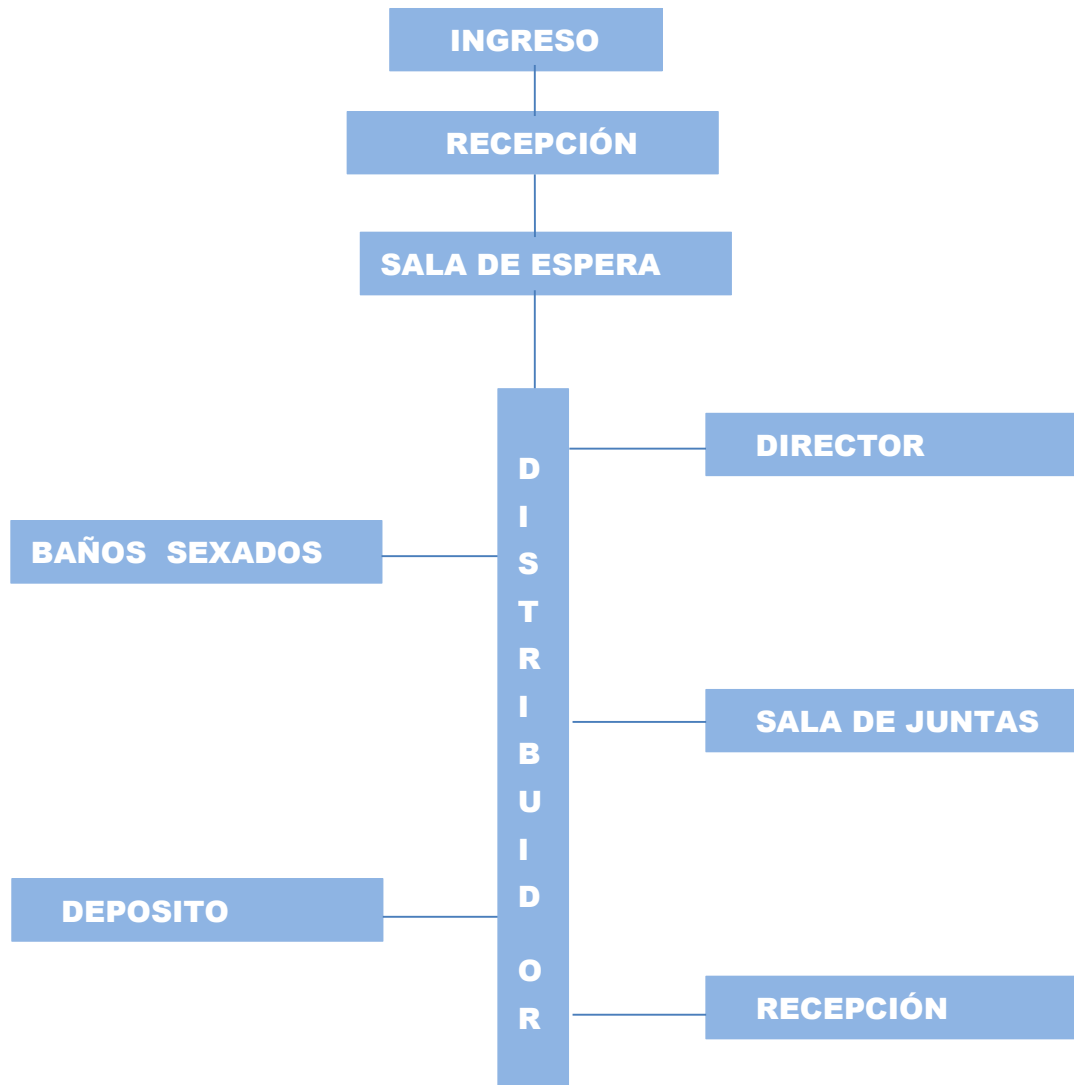 INGRESO
RECEPCIÓN
SALA DE ESPERA
DIRECTOR
BAÑOS SEXADOS
D
I
S
T
R
I
B
U
I
D
O
R
SALA DE JUNTAS
DEPOSITO
RECEPCIÓN